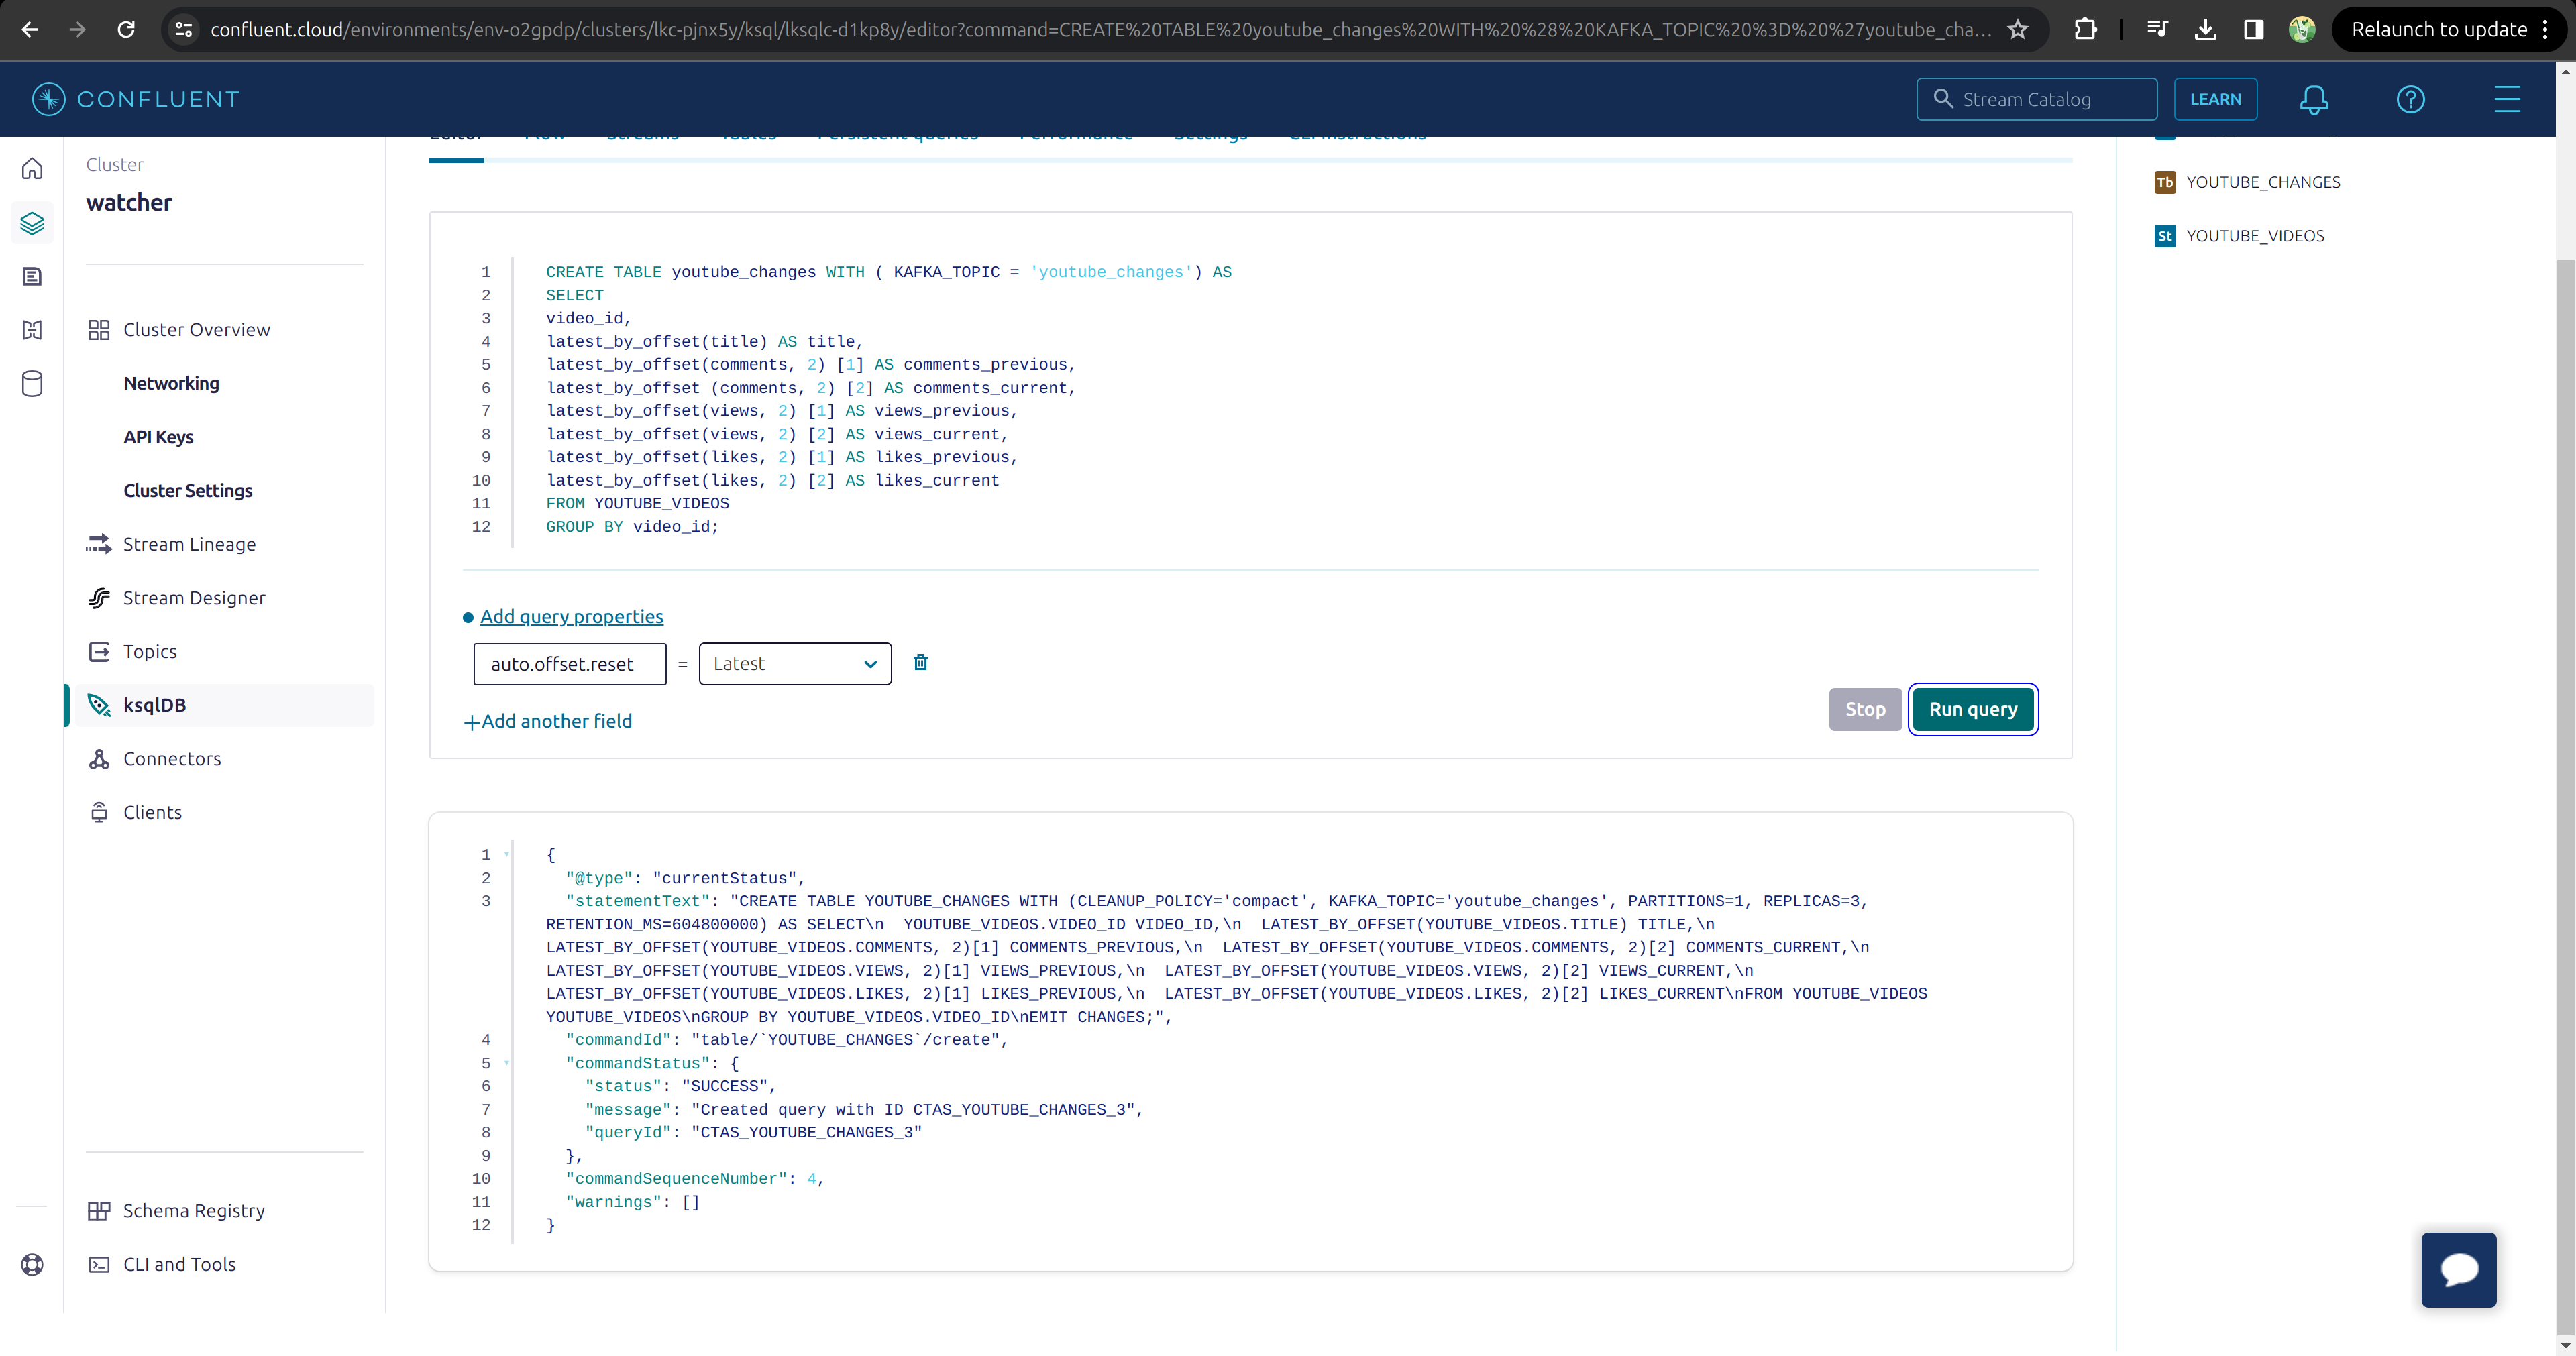 confluent.cloud/environments/env-o2gpdp/clusters/lkc-pjnx5y/ksql/lksqlc-d1kp8y/editor?command=CREATE%20TABLE%20youtube_changes%20WITH%20%28%20KAFKA_TOPIC%20%3D%20%27youtube_cha...
Relaunch to update
CONFLUENT
Stream Catalog
LEARN
Editor Flow Streams Tables Persistent queries Performance Settings CLI instructions
Cluster
watcher
Cluster Overview
Networking
API Keys
Cluster Settings
Stream Lineage
Stream Designer
Topics
ksqlDB
Connectors
Clients
Schema Registry
CLI and Tools
1 CREATE TABLE youtube_changes WITH ( KAFKA_TOPIC = 'youtube_changes') AS
2 SELECT
3 video_id,
4 latest_by_offset(title) AS title,
5 latest_by_offset(comments, 2) [1] AS comments_previous,
6 latest_by_offset (comments, 2) [2] AS comments_current,
7 latest_by_offset(views, 2) [1] AS views_previous,
8 latest_by_offset(views, 2) [2] AS views_current,
9 latest_by_offset(likes, 2) [1] AS likes_previous,
10 latest_by_offset(likes, 2) [2] AS likes_current
11 FROM YOUTUBE_VIDEOS
12 GROUP BY video_id;
Add query properties
auto.offset.reset = Latest
+Add another field
Stop
Run query
1 {
2 "@type": "currentStatus",
3 "statementText": "CREATE TABLE YOUTUBE_CHANGES WITH (CLEANUP_POLICY='compact', KAFKA_TOPIC='youtube_changes', PARTITIONS=1, REPLICAS=3,
RETENTION_MS=604800000) AS SELECT\n  YOUTUBE_VIDEOS.VIDEO_ID VIDEO_ID,\n  LATEST_BY_OFFSET(YOUTUBE_VIDEOS.TITLE) TITLE,\n
LATEST_BY_OFFSET(YOUTUBE_VIDEOS.COMMENTS, 2)[1] COMMENTS_PREVIOUS,\n  LATEST_BY_OFFSET(YOUTUBE_VIDEOS.COMMENTS, 2)[2] COMMENTS_CURRENT,\n
LATEST_BY_OFFSET(YOUTUBE_VIDEOS.VIEWS, 2)[1] VIEWS_PREVIOUS,\n  LATEST_BY_OFFSET(YOUTUBE_VIDEOS.VIEWS, 2)[2] VIEWS_CURRENT,\n
LATEST_BY_OFFSET(YOUTUBE_VIDEOS.LIKES, 2)[1] LIKES_PREVIOUS,\n  LATEST_BY_OFFSET(YOUTUBE_VIDEOS.LIKES, 2)[2] LIKES_CURRENT\nFROM YOUTUBE_VIDEOS
YOUTUBE_VIDEOS\nGROUP BY YOUTUBE_VIDEOS.VIDEO_ID\nEMIT CHANGES;",
4 "commandId": "table/`YOUTUBE_CHANGES`/create",
5 "commandStatus": {
6 "status": "SUCCESS",
7 "message": "Created query with ID CTAS_YOUTUBE_CHANGES_3",
8 "queryId": "CTAS_YOUTUBE_CHANGES_3"
9 },
10 "commandSequenceNumber": 4,
11 "warnings": []
12 }
Tb YOUTUBE_CHANGES
St YOUTUBE_VIDEOS